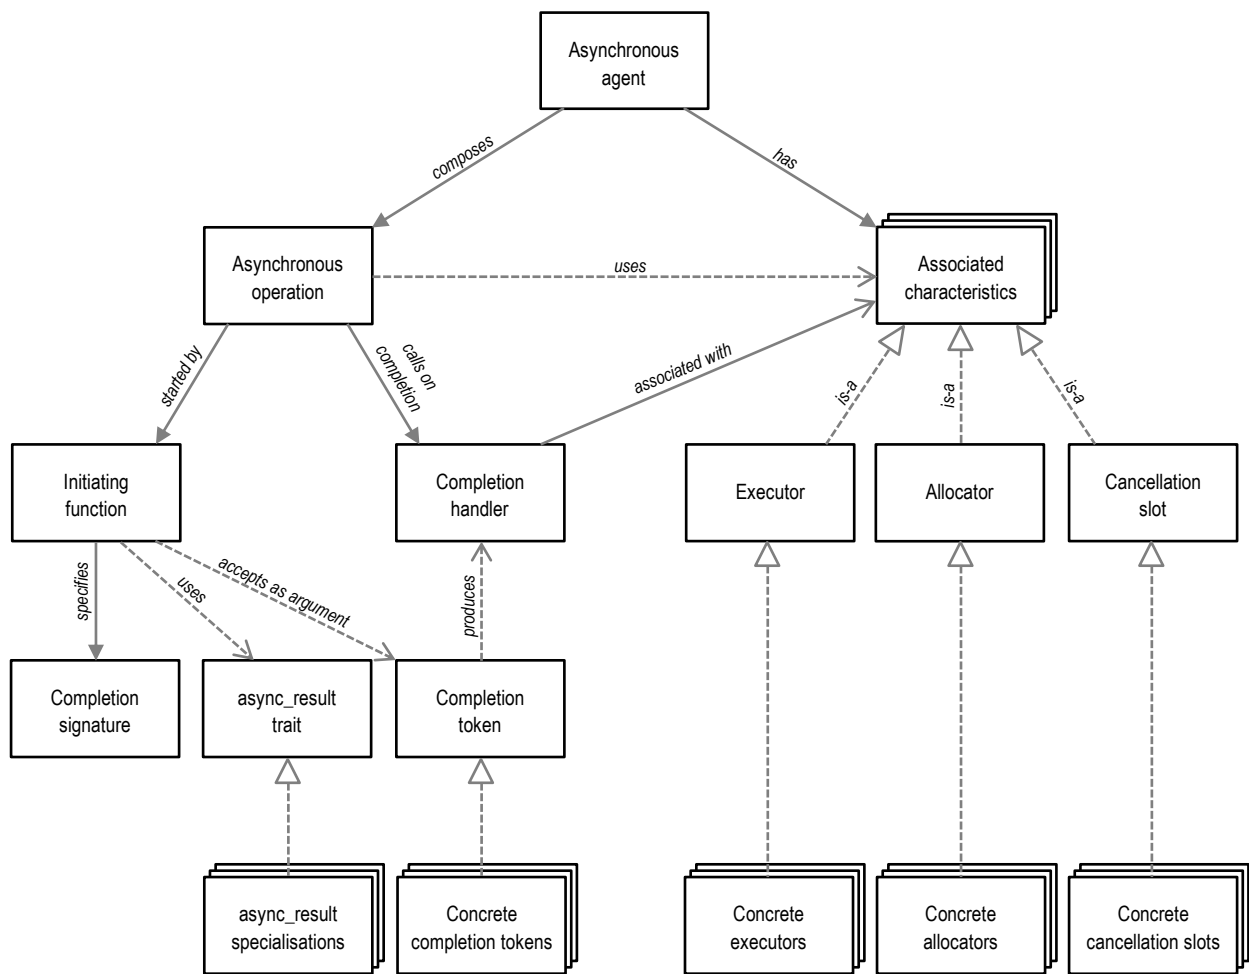 Asynchronous
agent
composes
has
Asynchronous
operation
uses
Associated
characteristics
started by
calls on
completion
associated with
is-a
is-a
is-a
Initiating
function
Completion
handler
Executor
Allocator
Cancellation
slot
specifies
uses
accepts as argument
produces
Completion
signature
async_result
trait
Completion
token
async_result
specialisations
Concrete
completion tokens
Concrete
executors
Concrete
allocators
Concrete
cancellation slots